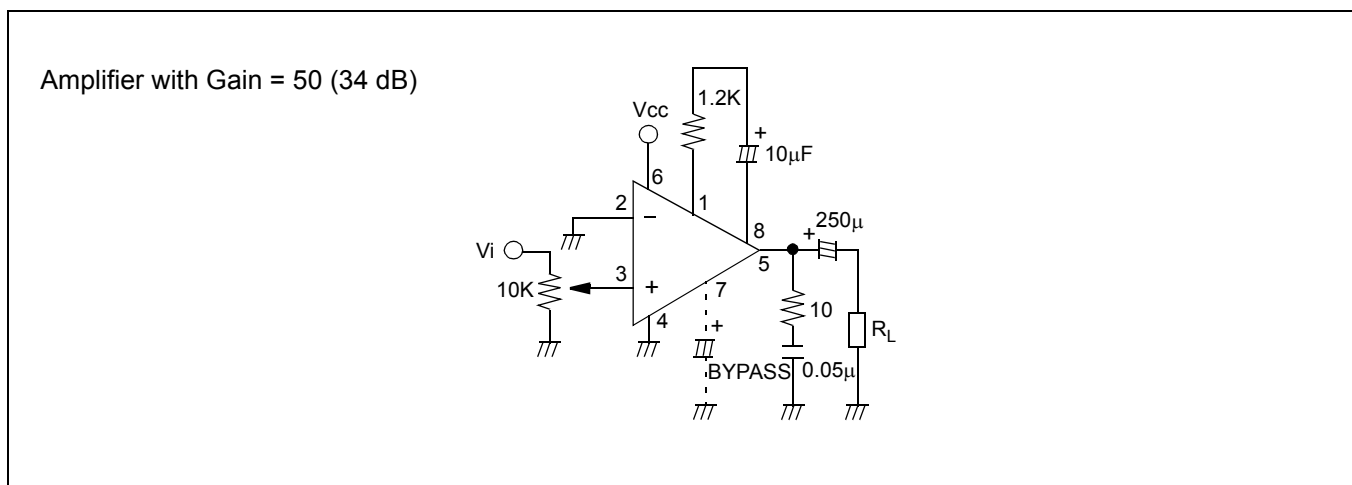 Amplifier with Gain = 50 (34 dB)
1.2K
Vcc
+
10μF
6
2
1
−
8
+
250μ
Vi
5
3
10K
+
7
10
4
+
RL
BYPASS
0.05μ